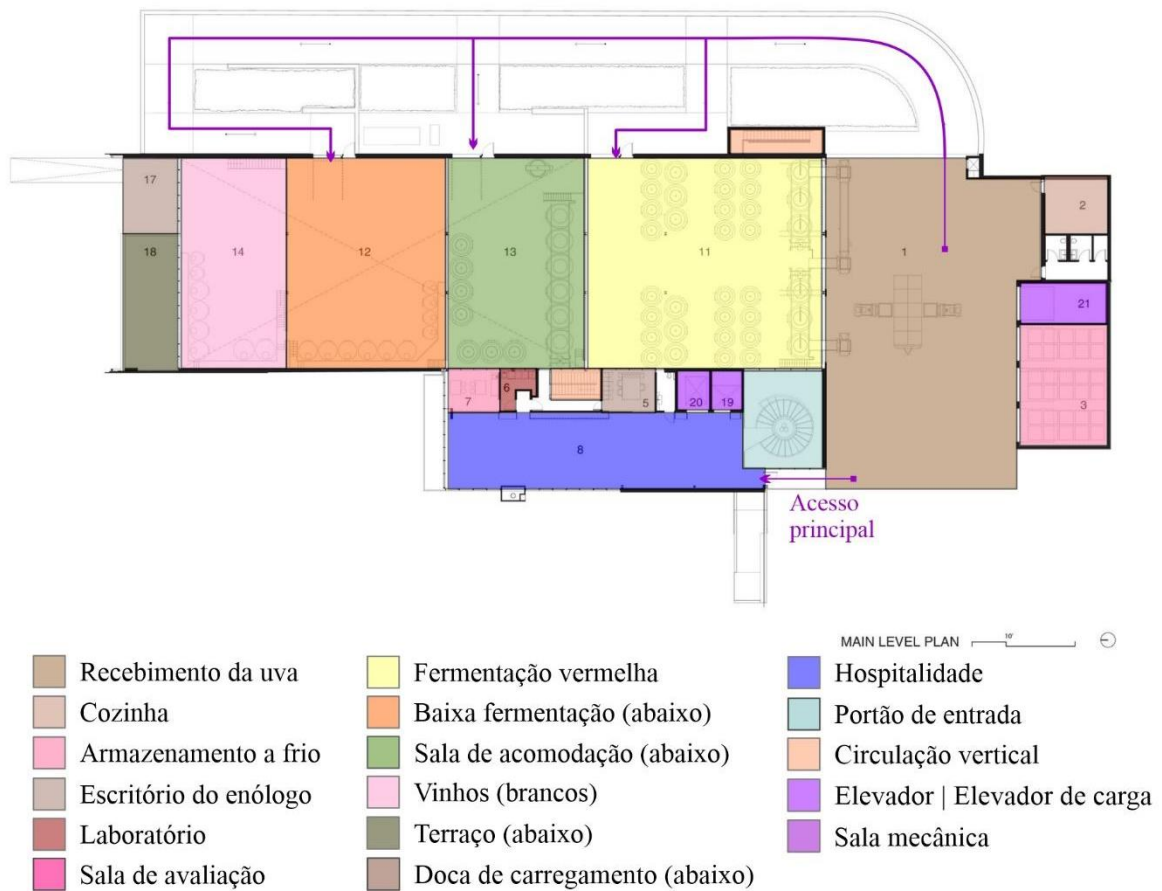 17
2
18
14
12
13
11
1
21
7
6
5
20
19
3
8
Acesso
principal
MAIN LEVEL PLAN
10'
Recebimento da uva
Cozinha
Armazenamento a frio
Escritório do enólogo
Laboratório
Sala de avaliação
Fermentação vermelha
Baixa fermentação (abaixo)
Sala de acomodação (abaixo)
Vinhos (brancos)
Terraço (abaixo)
Doca de carregamento (abaixo)
Hospitalidade
Portão de entrada
Circulação vertical
Elevador | Elevador de carga
Sala mecânica